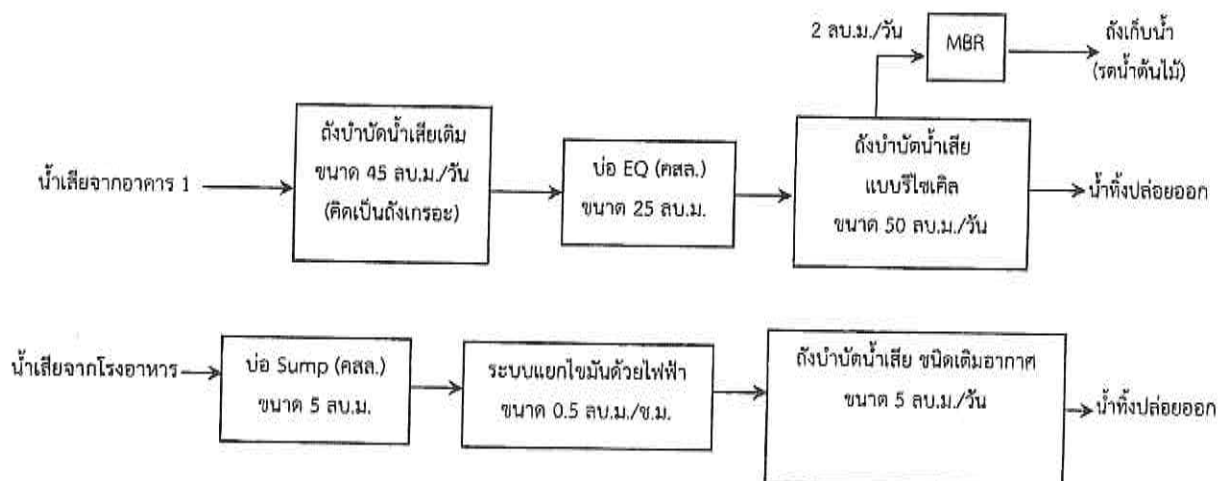 2 ลบ.ม./วัน
MBR
ถังเก็บน้ำ
(รดน้ำต้นไม้)
น้ำเสียจากอาคาร 1
ถังบำบัดน้ำเสียเดิม
ขนาด 45 ลบ.ม./วัน
(คิดเป็นถังเกรอะ)
บ่อ EQ (คสล.)
ขนาด 25 ลบ.ม.
ถังบำบัดน้ำเสีย
แบบรีไซเคิล
ขนาด 50 ลบ.ม./วัน
น้ำทิ้งปล่อยออก
น้ำเสียจากโรงอาหาร
บ่อ Sump (คสล.)
ขนาด 5 ลบ.ม.
ระบบแยกไขมันด้วยไฟฟ้า
ขนาด 0.5 ลบ.ม./ช.ม.
ถังบำบัดน้ำเสีย ชนิดเติมอากาศ
ขนาด 5 ลบ.ม./วัน
น้ำทิ้งปล่อยออก